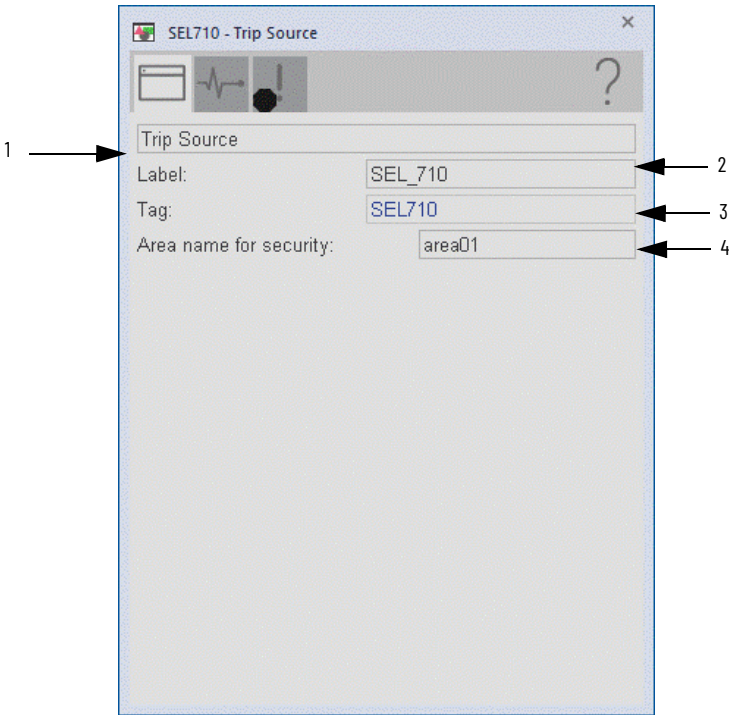 SEL710 - Trip Source
Trip Source
1
Label: SEL_710 2
Tag: SEL710 3
Area name for security: area01 4